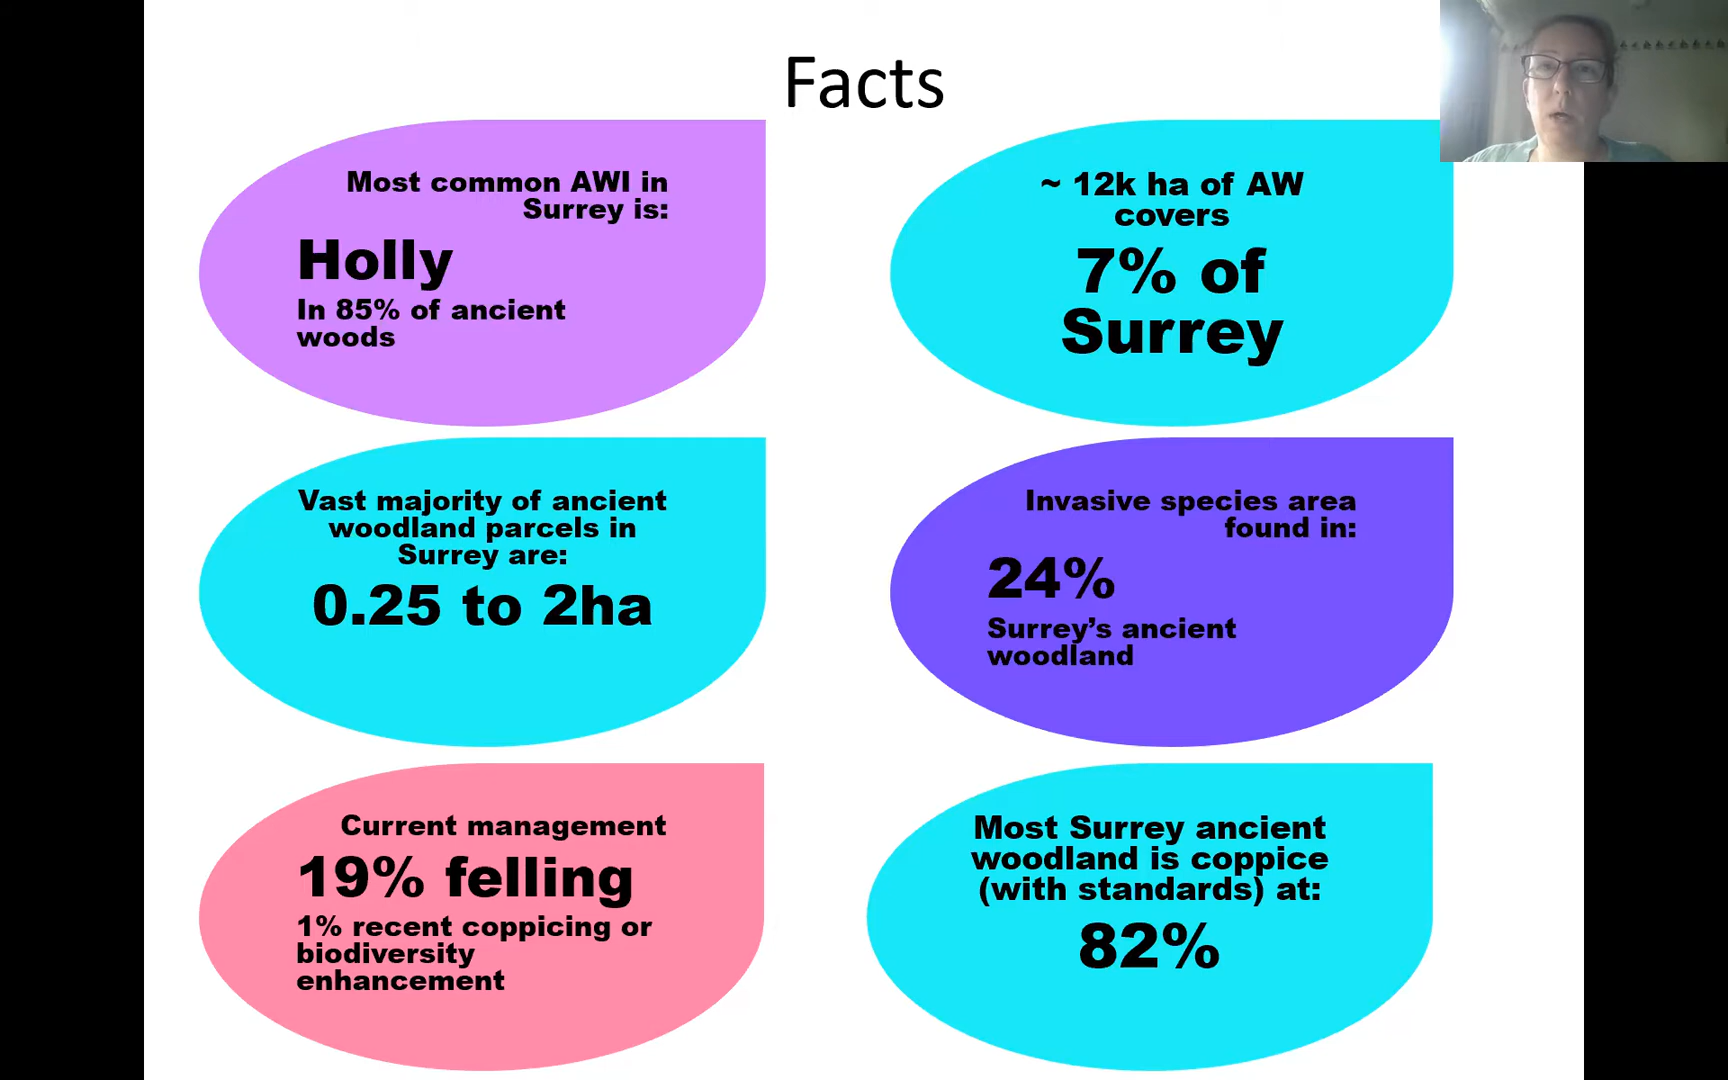 Facts
Most common AWI in
Surrey is:
Holly
In 85% of ancient
woods
~ 12k ha of AW
covers
7% of
Surrey
Vast majority of ancient
woodland parcels in
Surrey are:
0.25 to 2ha
Invasive species area
found in:
24%
Surrey’s ancient
woodland
Current management
19% felling
1% recent coppicing or
biodiversity
enhancement
Most Surrey ancient
woodland is coppice
(with standards) at:
82%